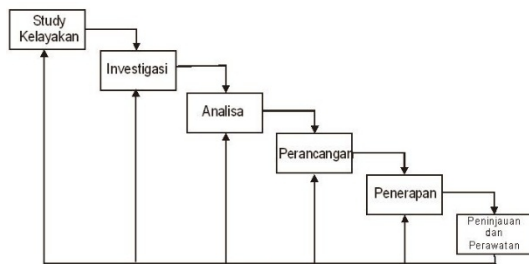 Study
Kelayakan
Investigasi
Analisa
Perancangan
Penerapan
Peninjauan
dan
Perawatan